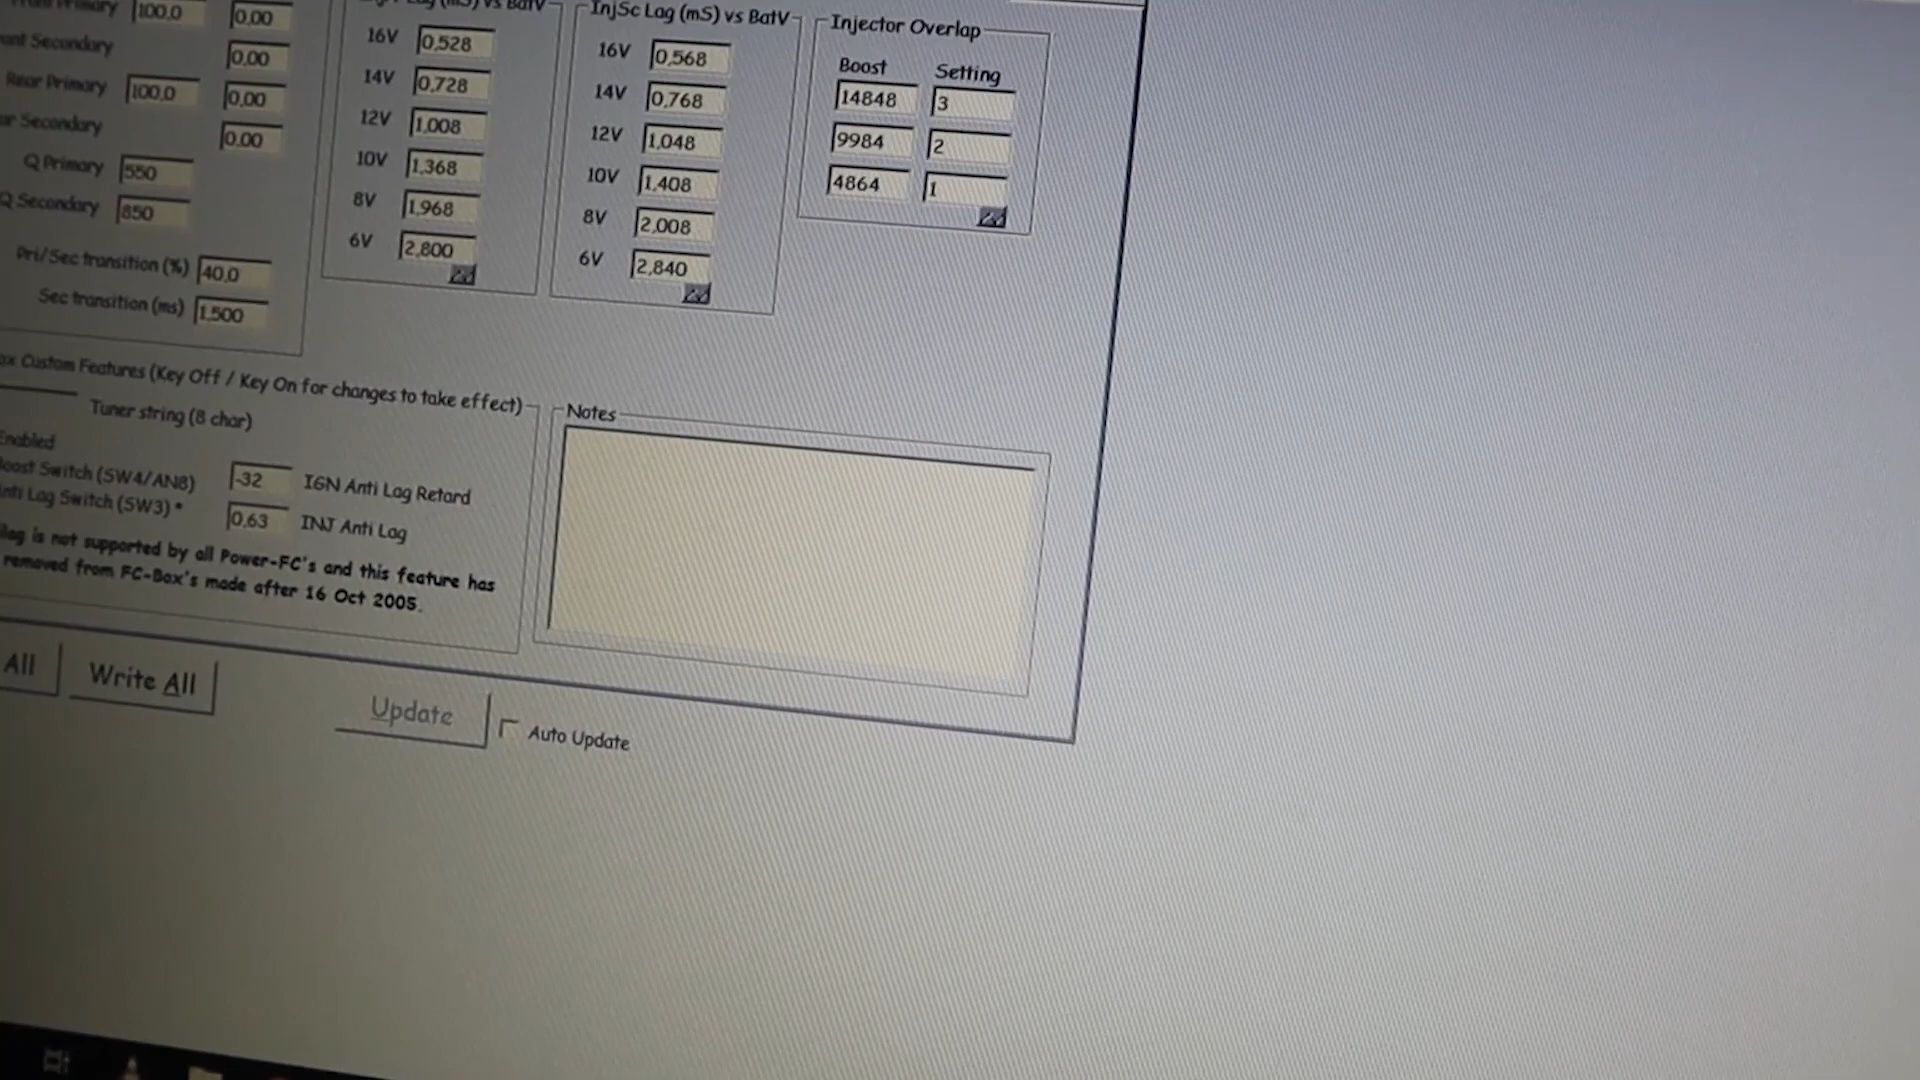 Primary 100,0 0,00
Secondary 0,00
Rear Primary 100,0 0,00
Secondary 0,00
Q Primary 550
Q Secondary 850
Pri/Sec transition (%) 40,0
Sec transition (ms) 1,500
Lag (mS) vs BatV
16V 0,528
14V 0,728
12V 1,008
10V 1,368
8V 1,968
6V 2,800
InjSc Lag (mS) vs BatV
16V 0,568
14V 0,768
12V 1,048
10V 1,408
8V 2,008
6V 2,840
Injector Overlap
Boost Setting
14848 3
9984 2
4864 1
Custom Features (Key Off / Key On for changes to take effect)
Tuner string (8 char)
Enabled
Boost Switch (SW4/AN8)
Anti Lag Switch (SW3) *
-32 IGN Anti Lag Retard
0,63 INJ Anti Lag
is not supported by all Power-FC's and this feature has
removed from FC-Box's made after 16 Oct 2005.
Notes
All Write All Update Auto Update